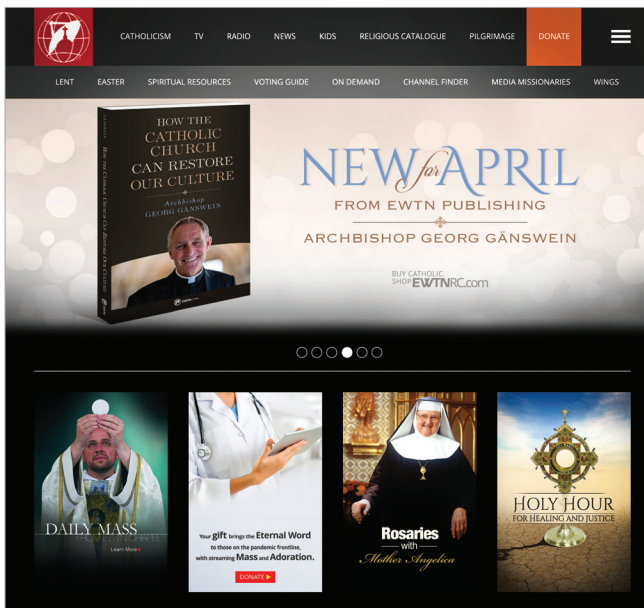 CATHOLICISM
TV
RADIO
NEWS
KIDS
RELIGIOUS CATALOGUE
PILGRIMAGE
DONATE
LENT
EASTER
SPIRITUAL RESOURCES
VOTING GUIDE
ON DEMAND
CHANNEL FINDER
MEDIA MISSIONARIES
WINGS
GÄNSWEIN
HOW THE CATHOLIC CHURCH CAN RESTORE OUR CULTURE
HOW THE
CATHOLIC
CHURCH
CAN RESTORE
OUR CULTURE
Archbishop
GEORG GÄNSWEIN
NEW for APRIL
FROM EWTN PUBLISHING
ARCHBISHOP GEORG GÄNSWEIN
BUY CATHOLIC.
SHOP EWTNRC.com
DAILY MASS
Learn More
Your gift brings the Eternal Word
to those on the pandemic frontline,
with streaming Mass and Adoration.
DONATE
Rosaries
with
Mother Angelica
HOLY HOUR
FOR HEALING AND JUSTICE